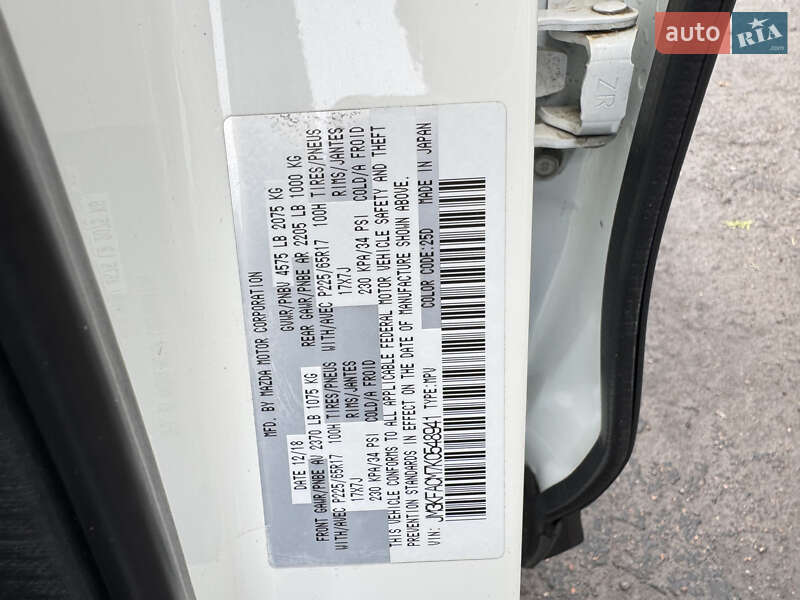 MFD. BY MAZDA MOTOR CORPORATION
DATE 12/18
GVWR/PNBV 4575 LB 2075 KG
FRONT GAWR/PNBE AV 2370 LB 1075 KG
REAR GAWR/PNBE AR 2205 LB 1000 KG
WITH/AVEC P225/65R17 100H TIRES/PNEUS
WITH/AVEC P225/65R17 100H TIRES/PNEUS
17X7J RIMS/JANTES
17X7J RIMS/JANTES
230 KPA/34 PSI COLD/A FROID
230 KPA/34 PSI COLD/A FROID
THIS VEHICLE CONFORMS TO ALL APPLICABLE FEDERAL MOTOR VEHICLE SAFETY AND THEFT
PREVENTION STANDARDS IN EFFECT ON THE DATE OF MANUFACTURE SHOWN ABOVE.
VIN: JM3KFACM7K0548941 TYPE:MPV COLOR CODE:25D MADE IN JAPAN
ZR
auto RIA
.com